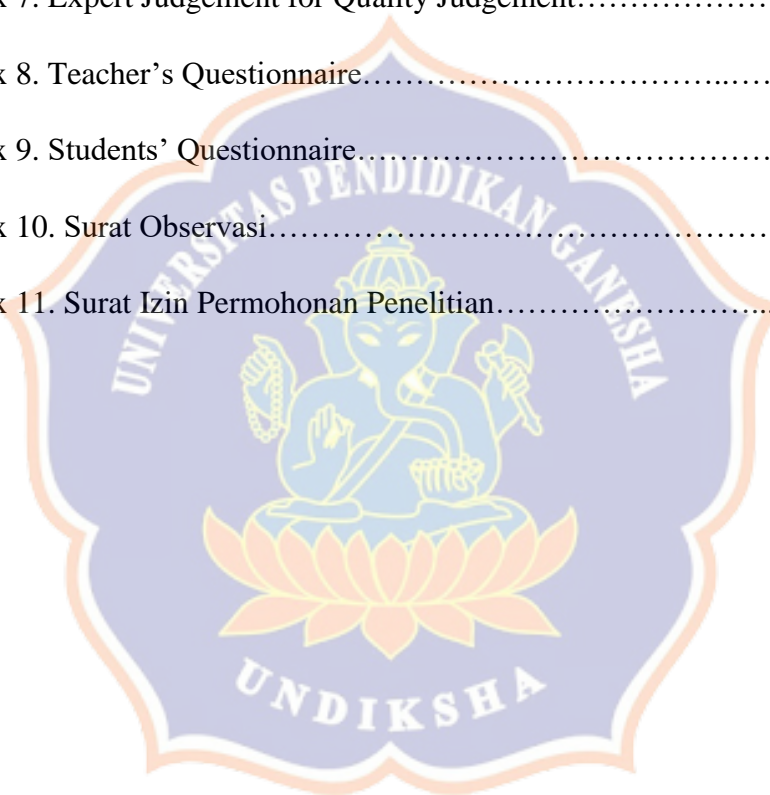 x 7. Expert Judgement for Quality Judgement………………
x 8. Teacher’s Questionnaire……………………………..….
x 9. Students’ Questionnaire…………………………………
x 10. Surat Observasi…………………………………………
x 11. Surat Izin Permohonan Penelitian……………………...
UNIVERSITAS PENDIDIKAN GANESHA
UNDIKSHA